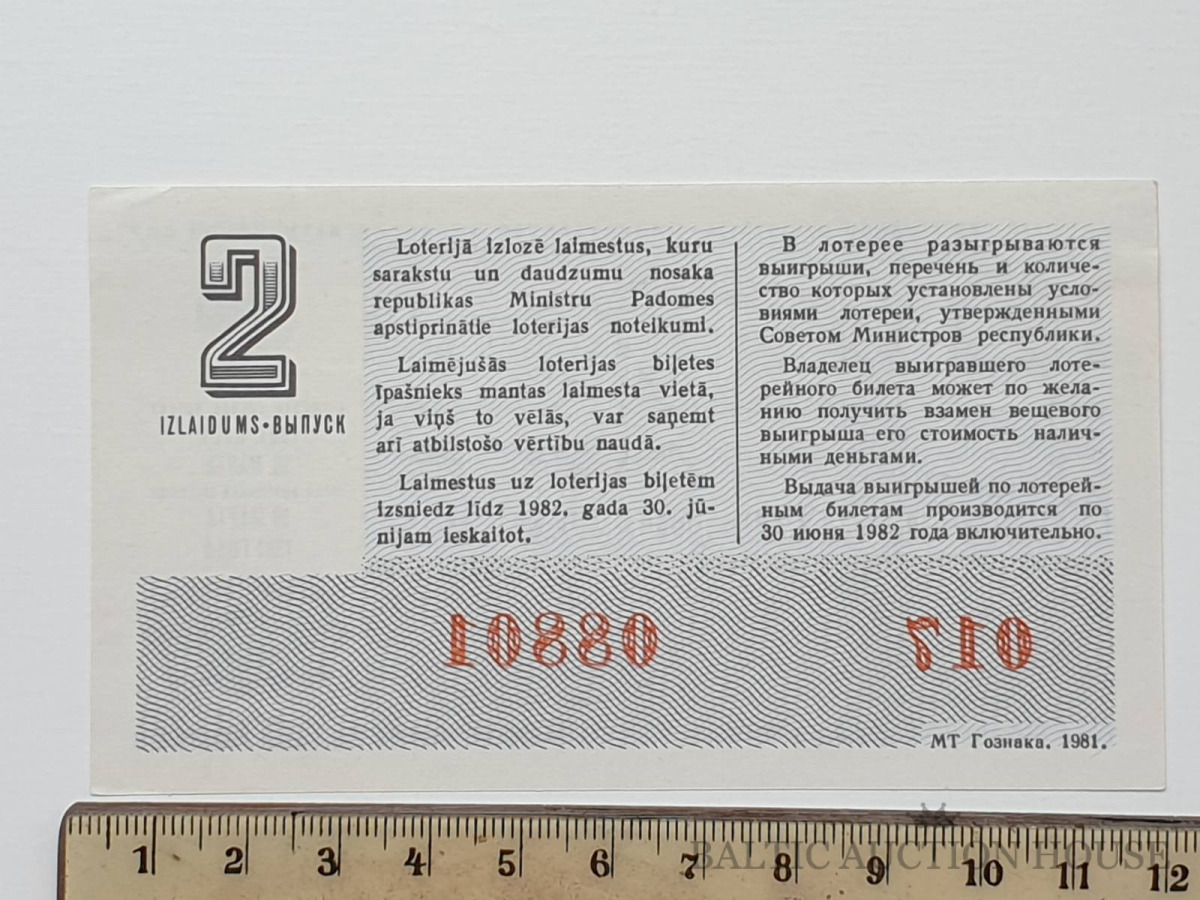 2
IZLAIDUMS•ВЫПУСК
Loterijā izlozē laimestus, kuru
sarakstu un daudzumu nosaka
republikas Ministru Padomes
apstiprinātie loterijas noteikumi.
Laimējušās loterijas biļetes
īpašnieks mantas laimesta vietā,
ja viņš to vēlās, var saņemt
arī atbilstošo vērtību naudā.
Laimestus uz loterijas biļetēm
izsniedz līdz 1982. gada 30. jū-
nijam ieskaitot.
В лотерее разыгрываются
выигрыши, перечень и количе-
ство которых установлены усло-
виями лотереи, утвержденными
Советом Министров республики.
Владелец выигравшего лоте-
рейного билета может по жела-
нию получить взамен вещевого
выигрыша его стоимость налич-
ными деньгами.
Выдача выигрышей по лотерей-
ным билетам производится по
30 июня 1982 года включительно.
08801 017
МТ Гознака. 1981.
1 2 3 4 5 6 7 8 9 10 11 12
BALTIC AUCTION HOUSE